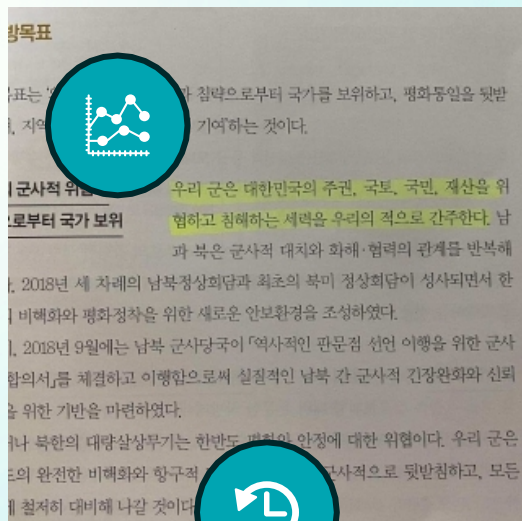 방목표
표는 침략으로부터 국가를 보위하고, 평화통일을 뒷받
, 지역 기여'하는 것이다.
군사적 위 우리 군은 대한민국의 주권, 국토, 국민, 재산을 위
으로부터 국가 보위 협하고 침해하는 세력을 우리의 적으로 간주한다. 남
과 북은 군사적 대치와 화해·협력의 관계를 반복해
. 2018년 세 차례의 남북정상회담과 최초의 북미 정상회담이 성사되면서 한
비핵화와 평화정착을 위한 새로운 안보환경을 조성하였다.
, 2018년 9월에는 남북 군사당국이 「역사적인 판문점 선언 이행을 위한 군사
합의서」를 체결하고 이행함으로써 실질적인 남북 간 군사적 긴장완화와 신뢰
을 위한 기반을 마련하였다.
나 북한의 대량살상무기는 한반도 평화와 안정에 대한 위협이다. 우리 군은
도의 완전한 비핵화와 항구적 군사적으로 뒷받침하고, 모든
철저히 대비해 나갈 것이다